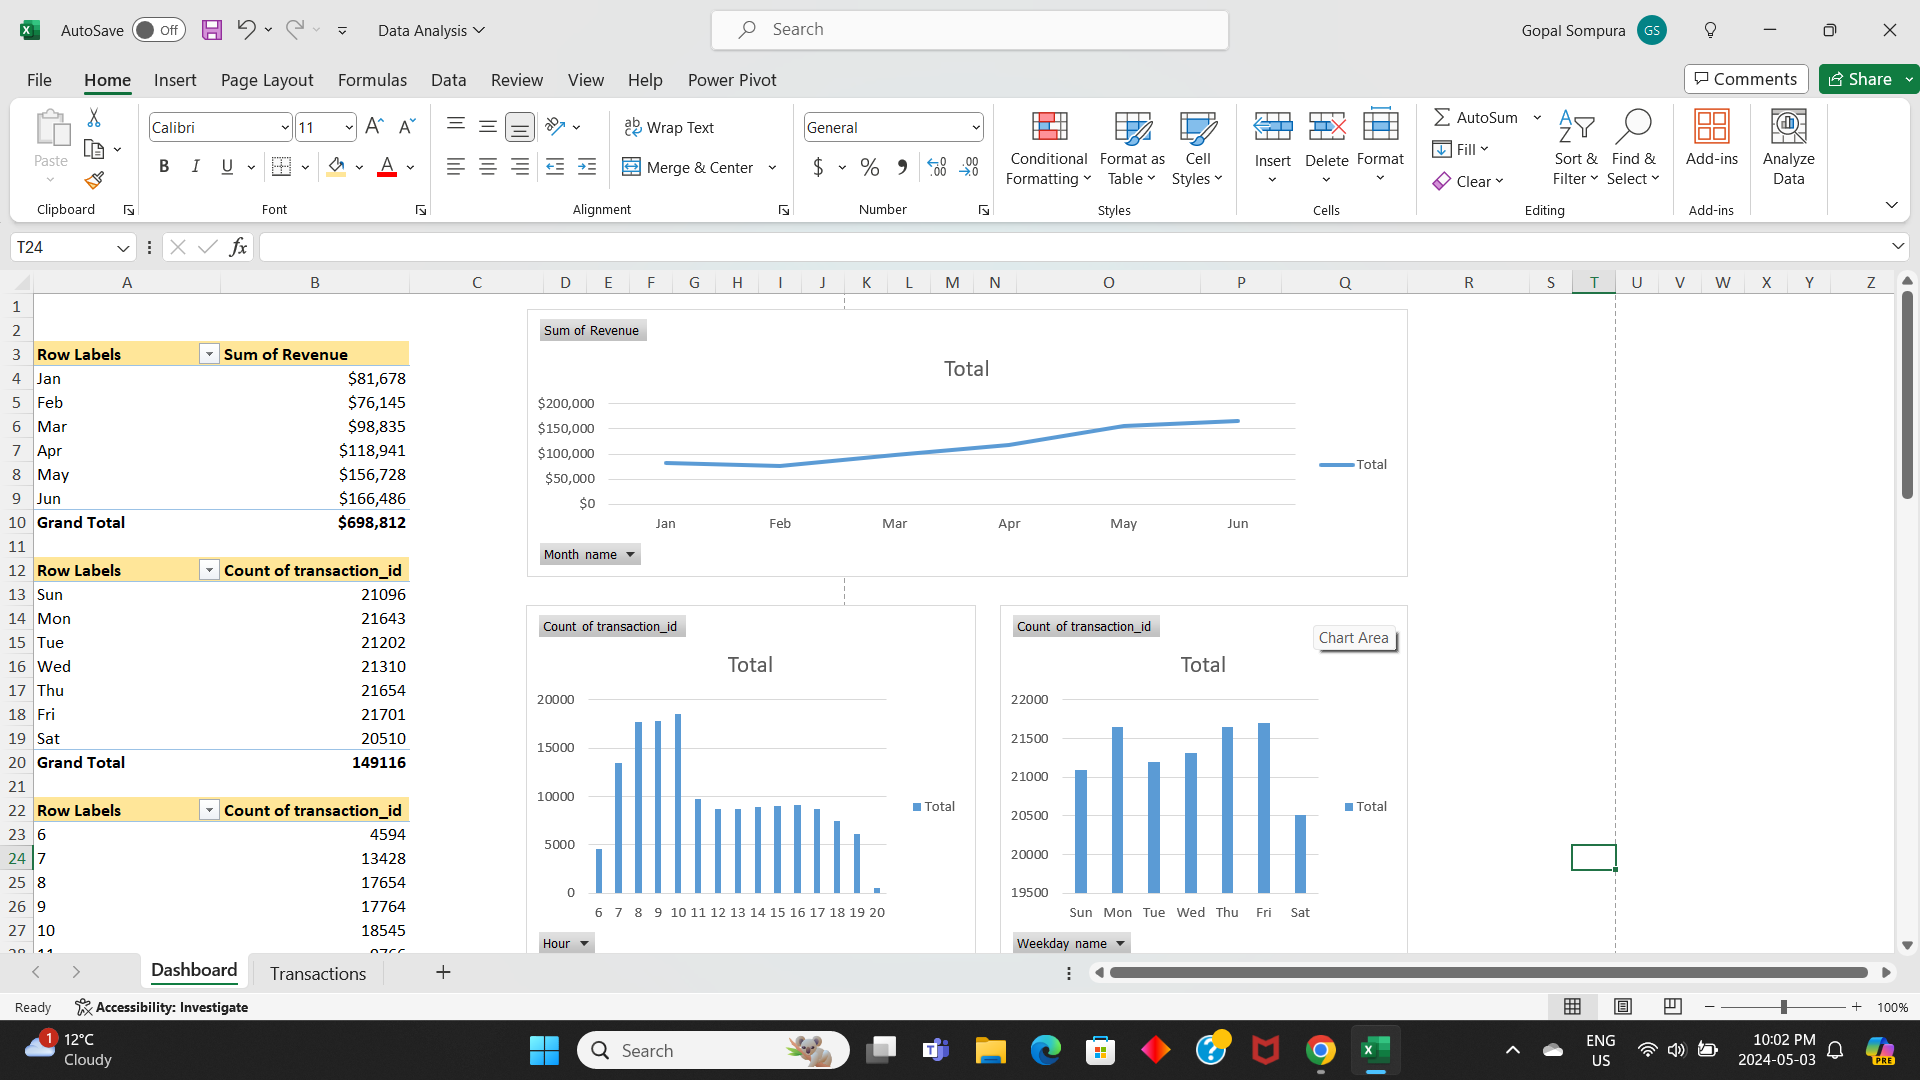 AutoSave Off Data Analysis Search Gopal Sompura GS
File Home Insert Page Layout Formulas Data Review View Help Power Pivot Comments Share
Paste
Clipboard
Calibri 11
B I U A
Font
Wrap Text
Merge & Center
Alignment
General
$ % 9
Number
Conditional Formatting
Format as Table
Cell Styles
Styles
Insert Delete Format
Cells
AutoSum
Fill
Clear
Sort & Filter
Find & Select
Editing
Add-ins
Add-ins
Analyze Data
T24 fx
A B C D E F G H I J K L M N O P Q R S T U V W X Y Z
1
2
3 Row Labels Sum of Revenue
4 Jan $81,678
5 Feb $76,145
6 Mar $98,835
7 Apr $118,941
8 May $156,728
9 Jun $166,486
10 Grand Total $698,812
11
12 Row Labels Count of transaction_id
13 Sun 21096
14 Mon 21643
15 Tue 21202
16 Wed 21310
17 Thu 21654
18 Fri 21701
19 Sat 20510
20 Grand Total 149116
21
22 Row Labels Count of transaction_id
23 6 4594
24 7 13428
25 8 17654
26 9 17764
27 10 18545
Sum of Revenue
Total
$200,000
$150,000
$100,000
$50,000
$0
Jan Feb Mar Apr May Jun
Total
Month name
Count of transaction_id
Total
20000
15000
10000
5000
0
6 7 8 9 10 11 12 13 14 15 16 17 18 19 20
Total
Hour
Count of transaction_id
Chart Area
Total
22000
21500
21000
20500
20000
19500
Sun Mon Tue Wed Thu Fri Sat
Total
Weekday name
Dashboard Transactions
Ready Accessibility: Investigate 100%
1 12°C
Cloudy
Search
ENG
US
10:02 PM
2024-05-03
PRE